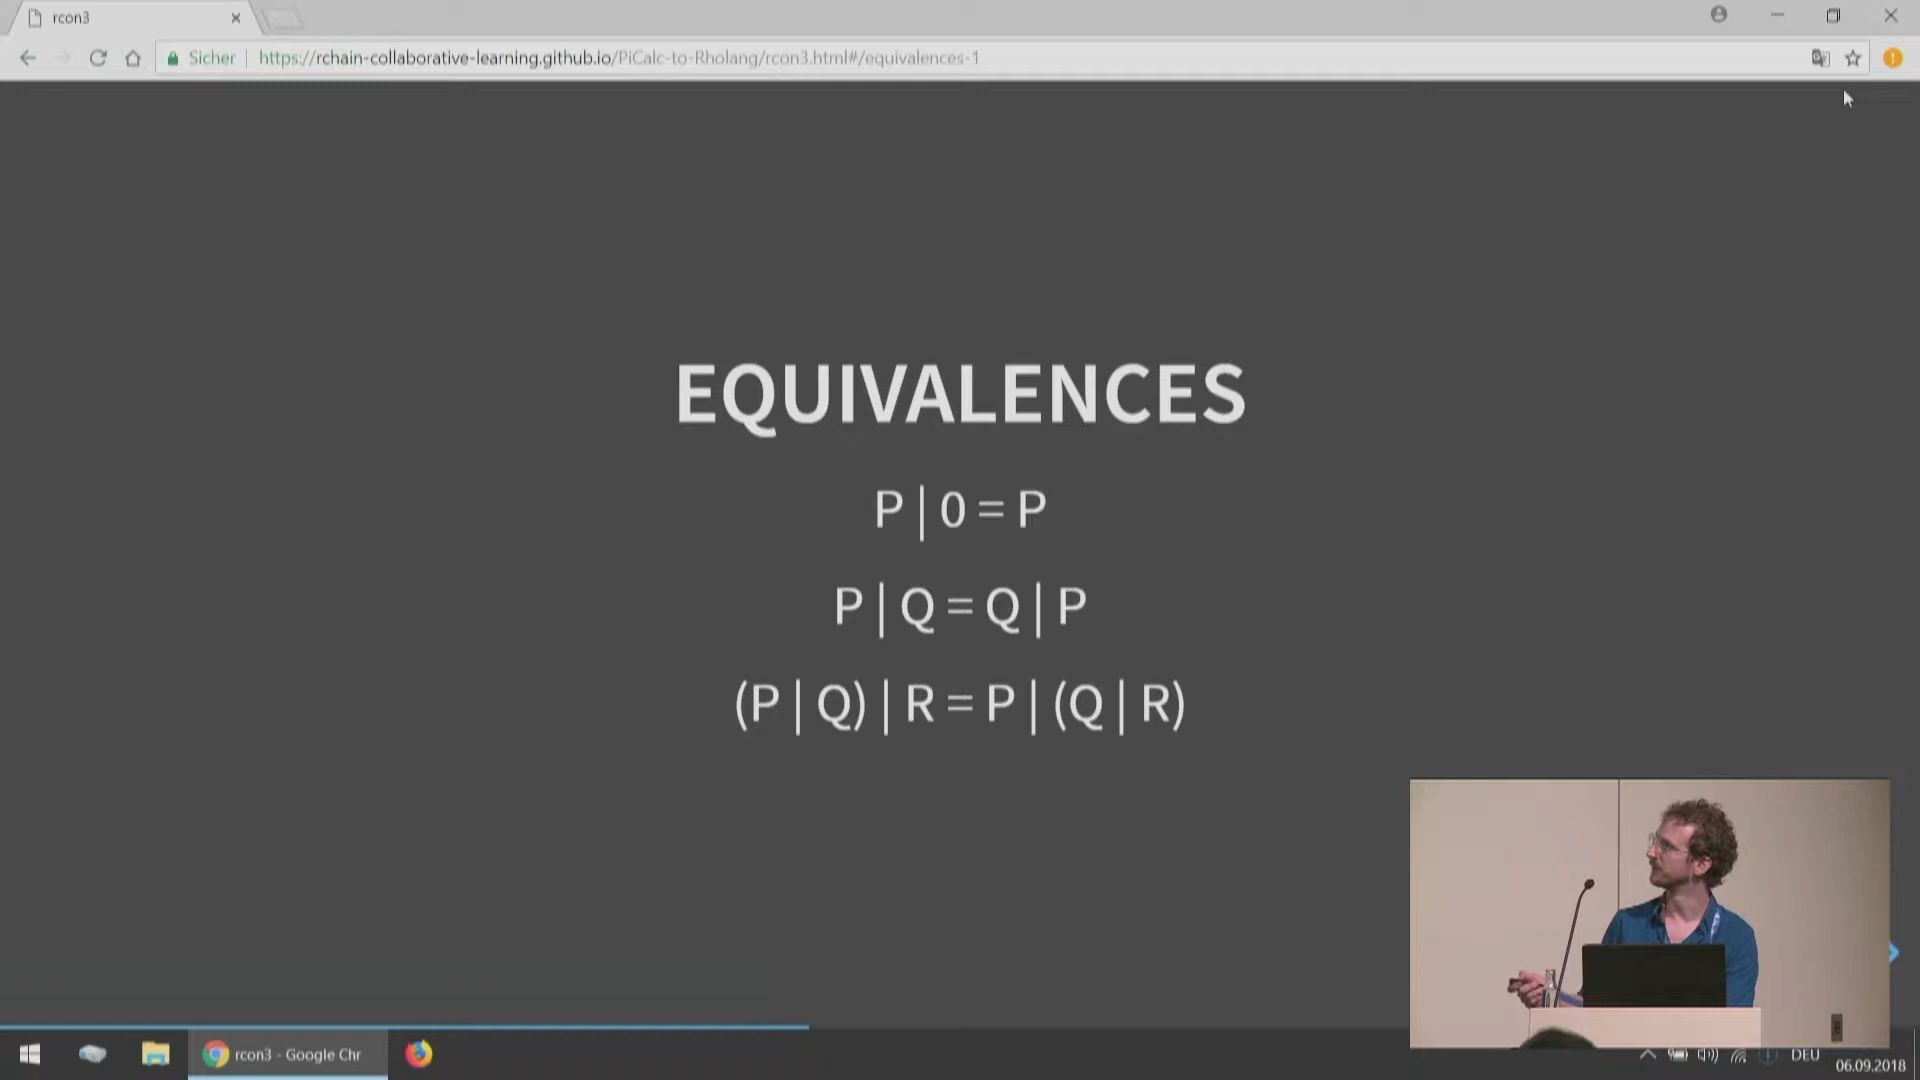 rcon3
Sicher
https://rchain-collaborative-learning.github.io/PiCalc-to-Rholang/rcon3.html#/equivalences-1
EQUIVALENCES
P | 0 = P
P | Q = Q | P
(P | Q) | R = P | (Q | R)
rcon3 - Google Chr
DEU
06.09.2018